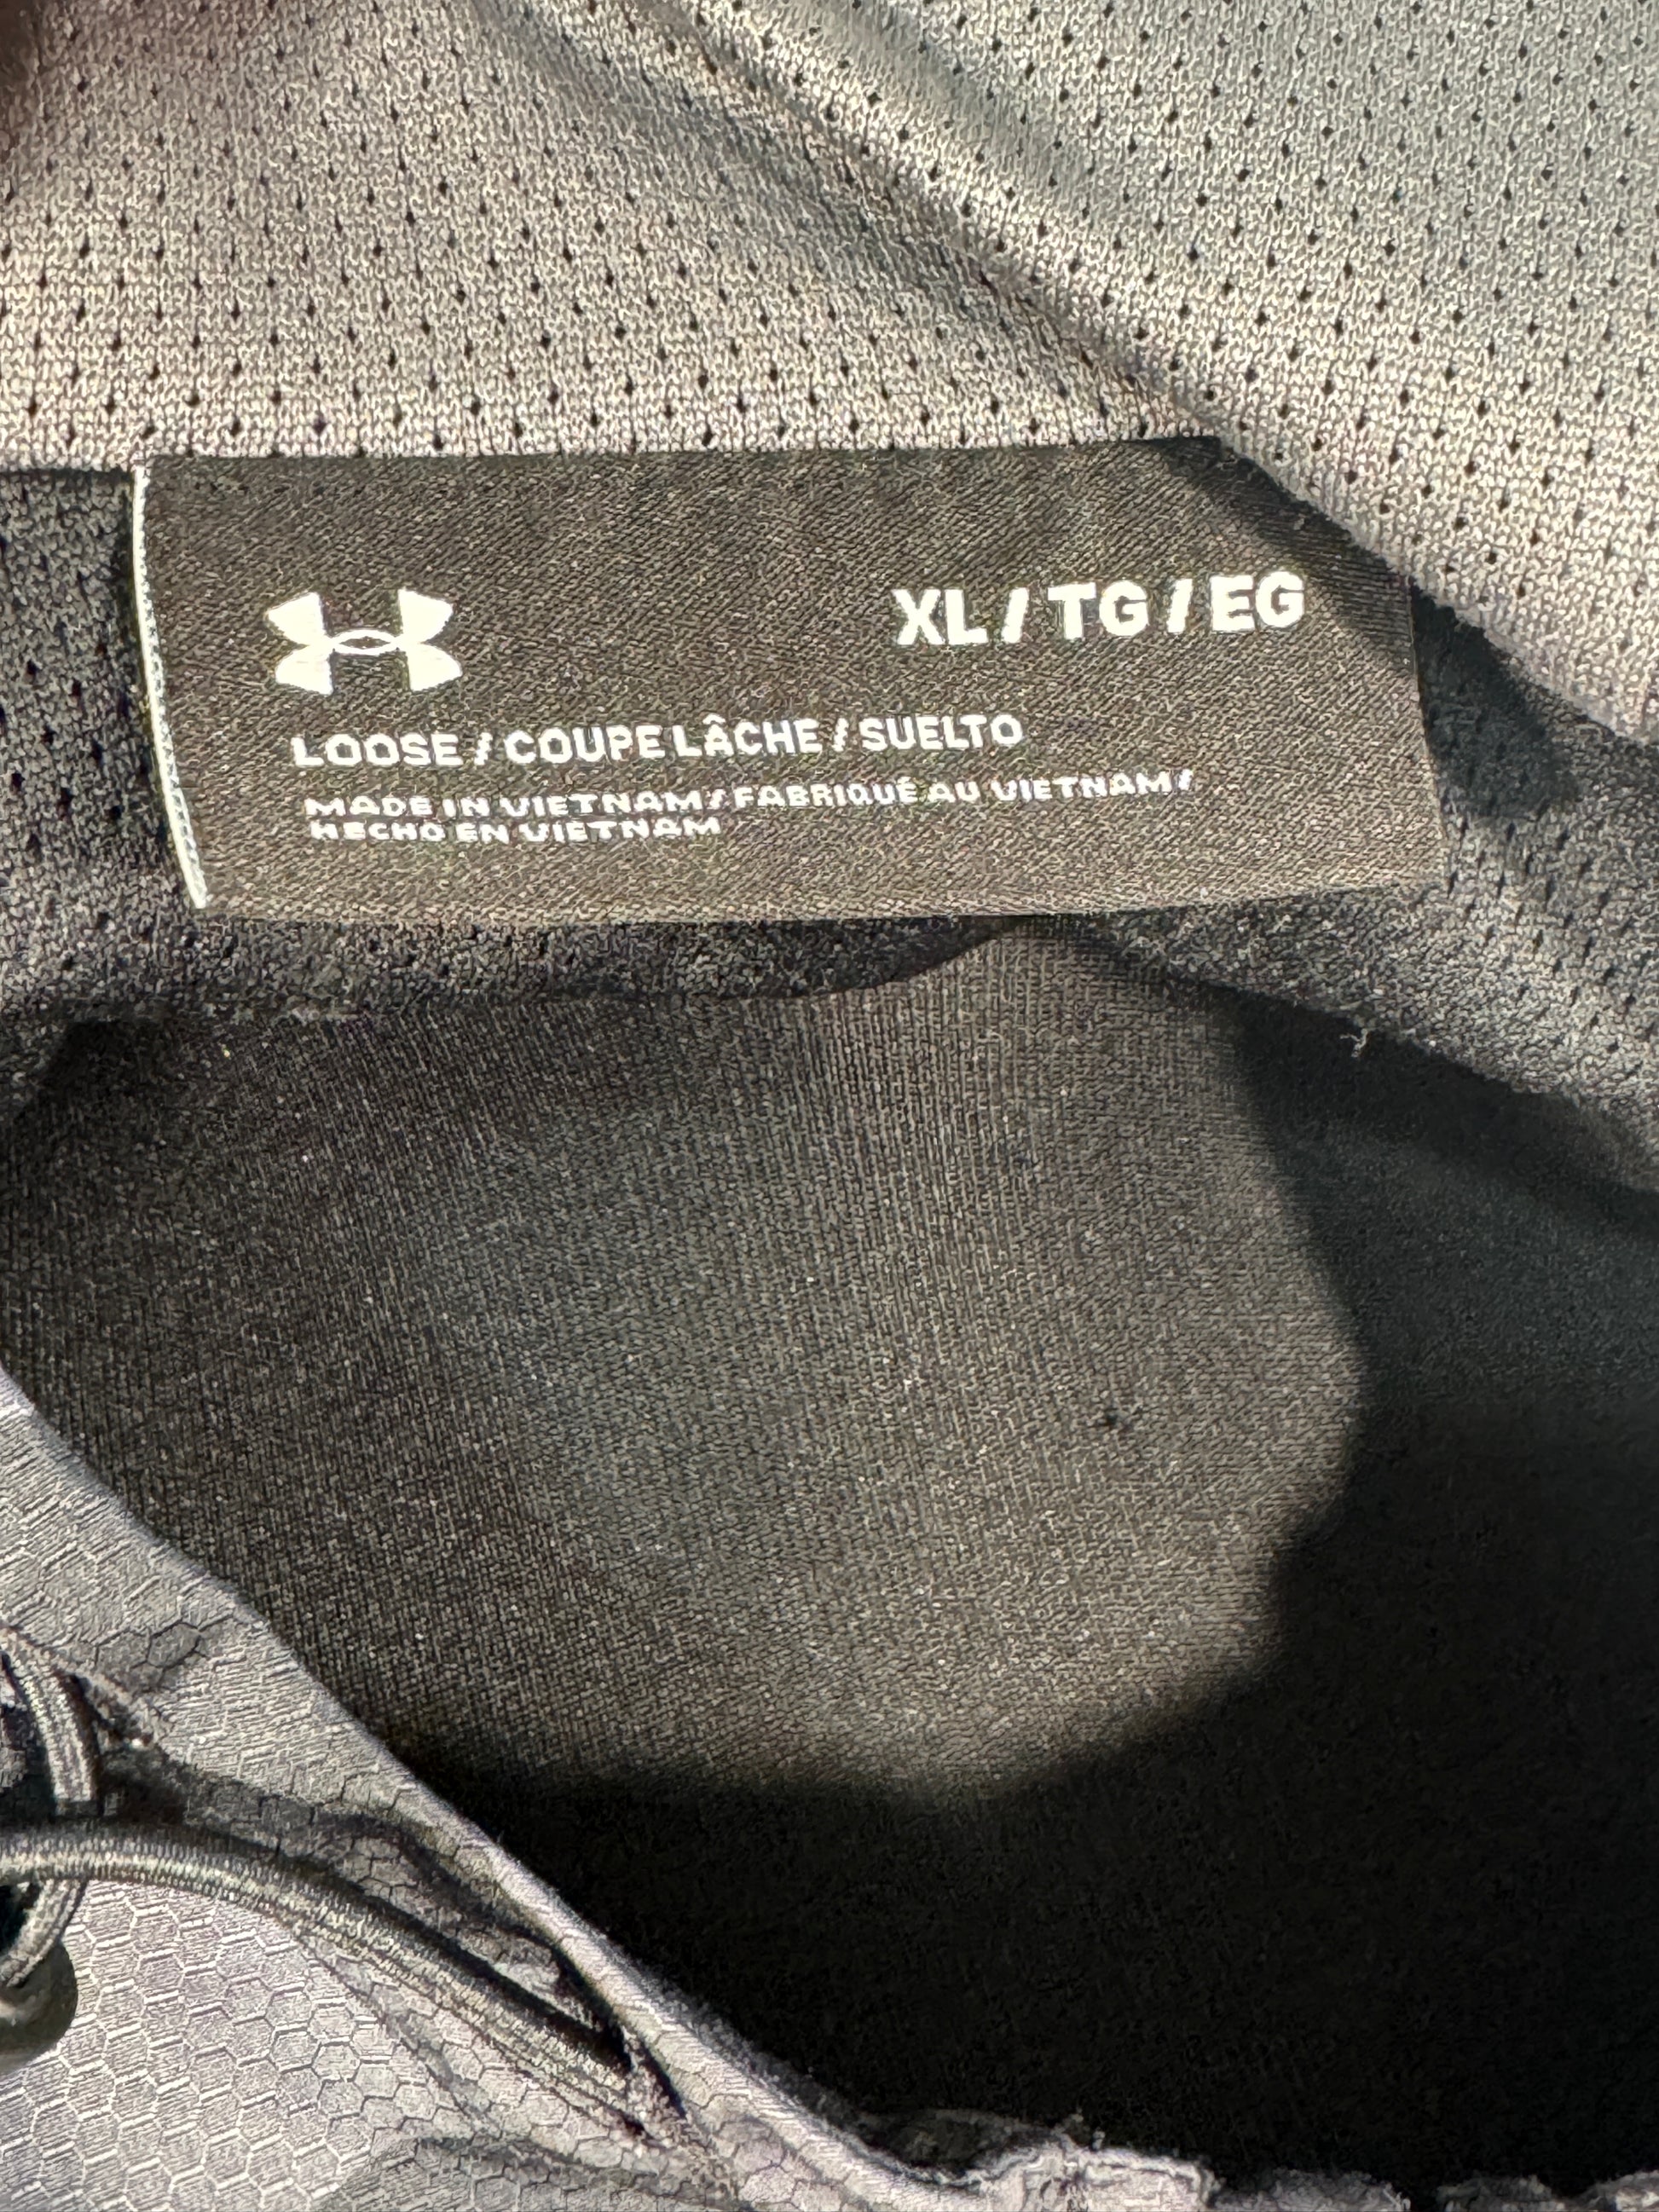 XL / TG / EG
LOOSE / COUPE LÂCHE / SUELTO
MADE IN VIETNAM / FABRIQUÉ AU VIETNAM /
HECHO EN VIETNAM